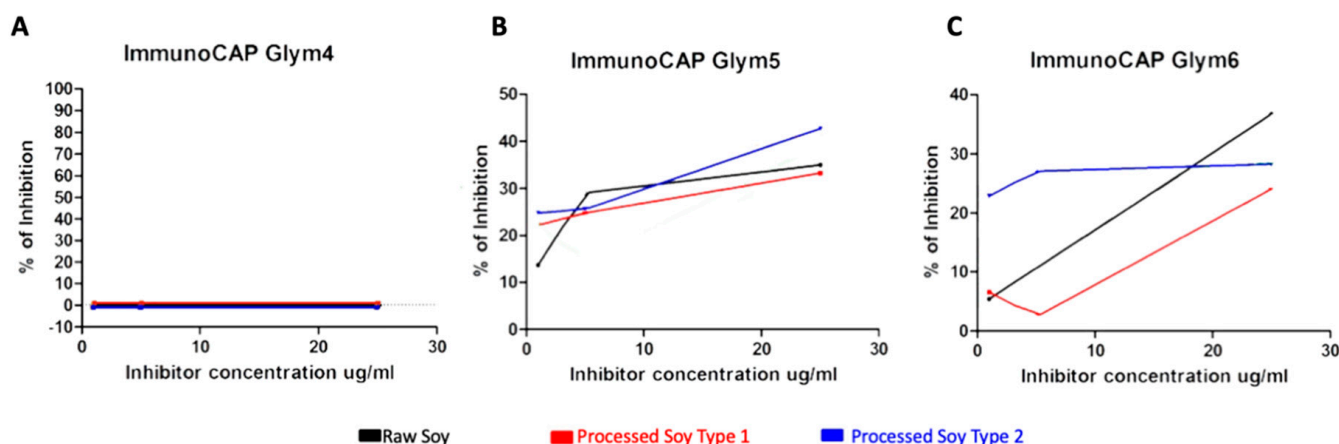 A
ImmunoCAP Glym4
% of Inhibition
100
90
80
70
60
50
40
30
20
10
0
-10
0
10
20
30
Inhibitor concentration ug/ml
B
ImmunoCAP Glym5
% of Inhibition
50
40
30
20
10
0
0
10
20
30
Inhibitor concentration ug/ml
C
ImmunoCAP Glym6
% of Inhibition
40
30
20
10
0
0
10
20
30
Inhibitor concentration ug/ml
Raw Soy
Processed Soy Type 1
Processed Soy Type 2